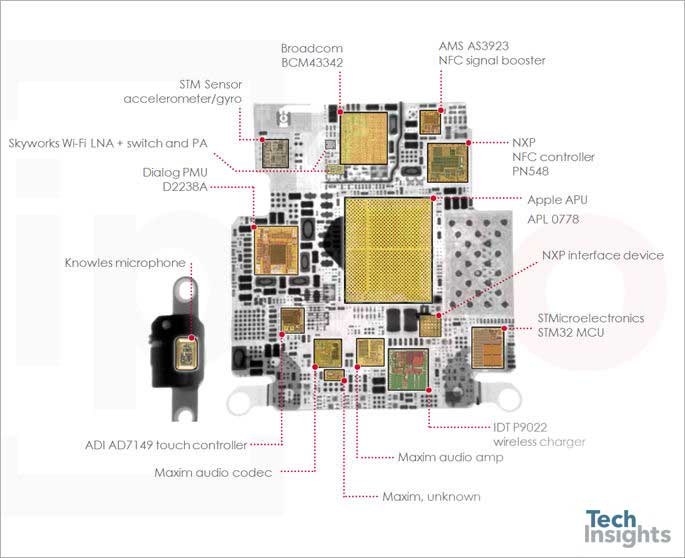 Broadcom
BCM43342
AMS AS3923
NFC signal booster
STM Sensor
accelerometer/gyro
Skyworks Wi-Fi LNA + switch and PA
NXP
NFC controller
PN548
Dialog PMU
D2238A
Apple APU
APL 0778
Knowles microphone
NXP interface device
STMicroelectronics
STM32 MCU
IDT P9022
wireless charger
ADI AD7149 touch controller
Maxim audio amp
Maxim audio codec
Maxim, unknown
Tech
Insights